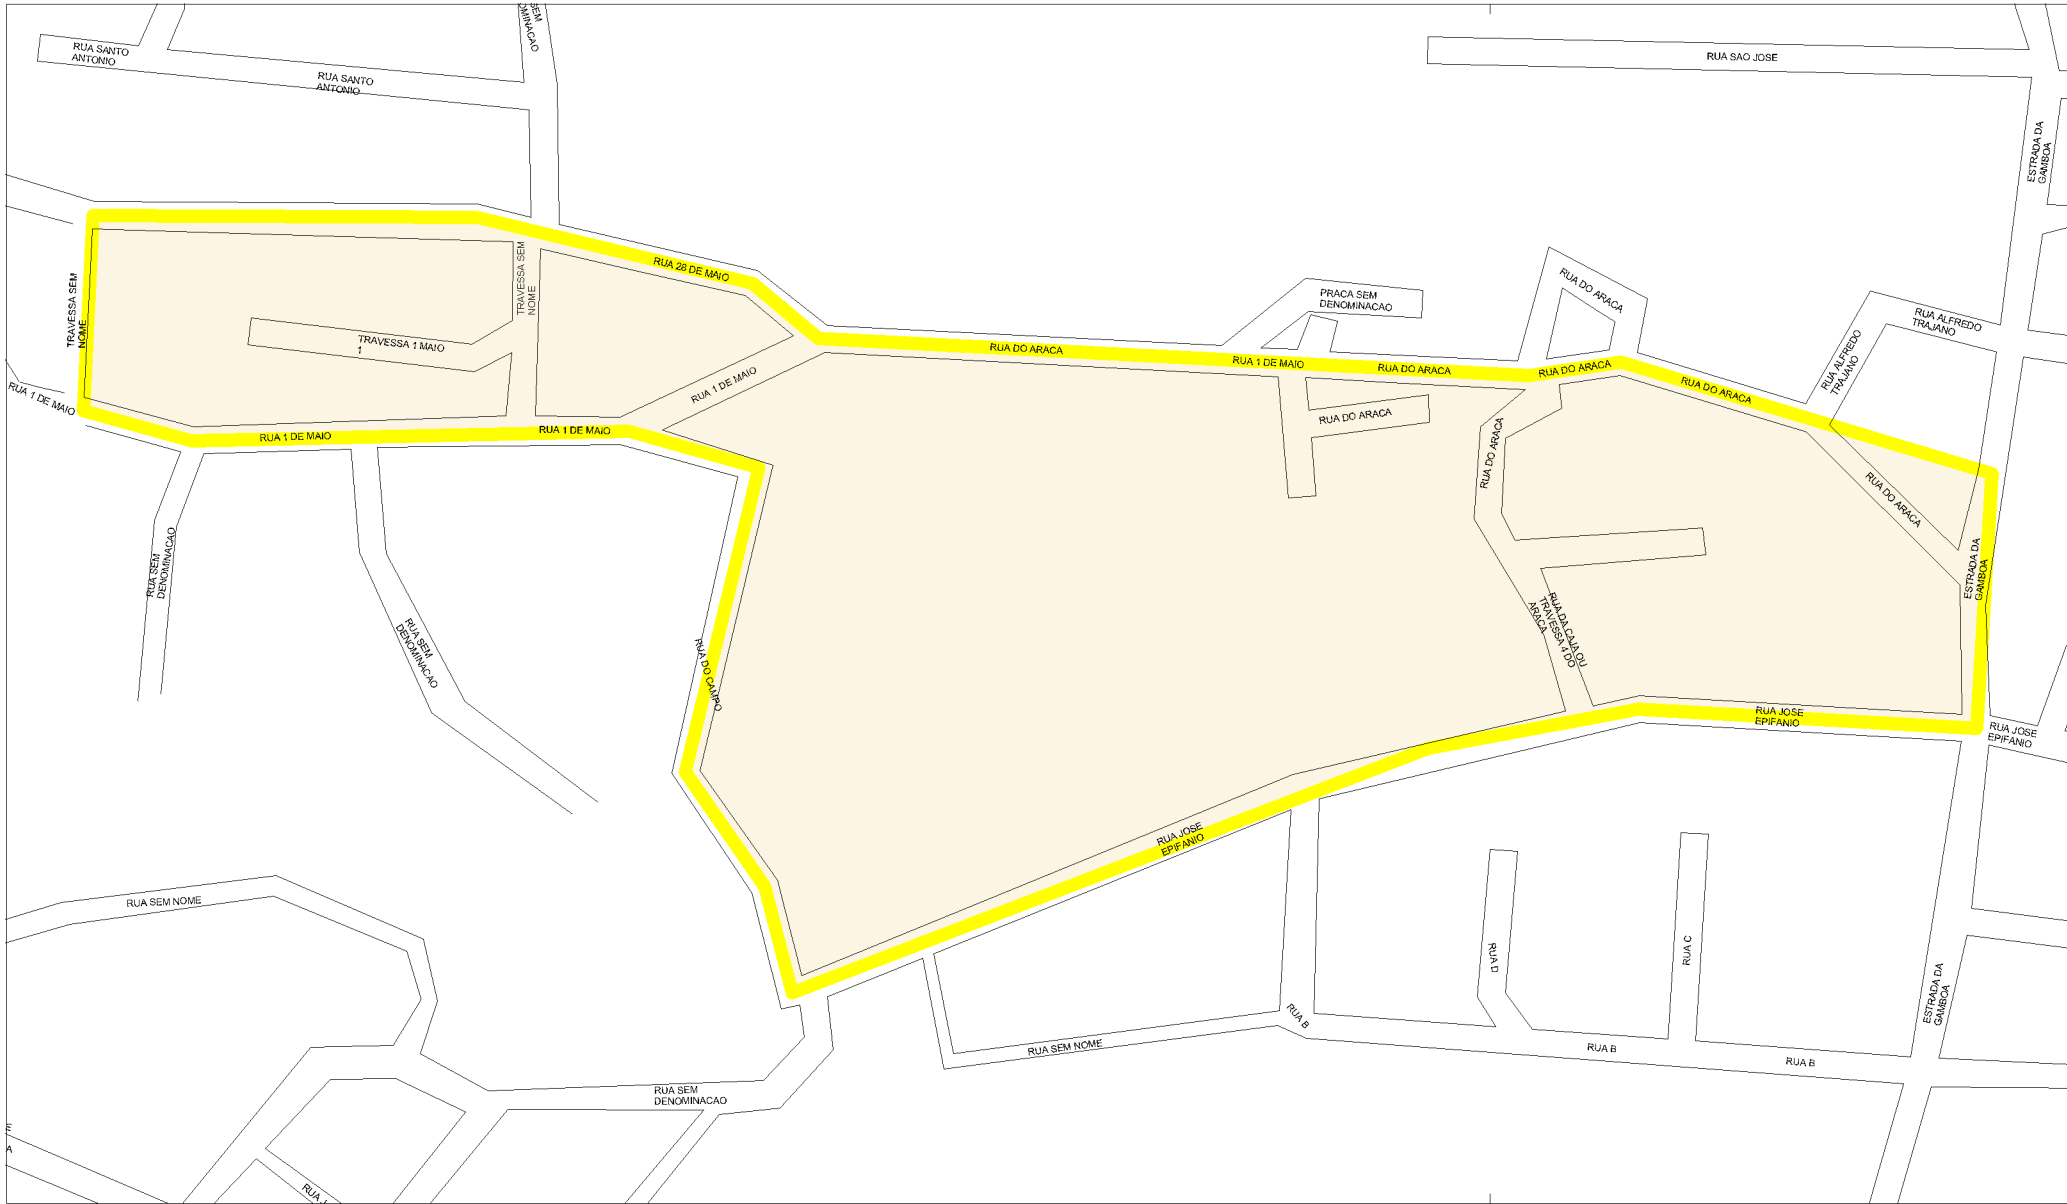 SEM
OMINACAO
RUA SANTO
ANTONIO
RUA SANTO
ANTONIO
RUA SAO JOSE
ESTRADA DA
GAMBOA
TRAVESSA SEM
NOME
TRAVESSA SEM
NOME
RUA 28 DE MAIO
PRACA SEM
DENOMINACAO
RUA DO ARACA
RUA ALFREDO
TRAJANO
RUA ALFREDO
TRAJANO
TRAVESSA 1 MAIO
1
RUA DO ARACA
RUA 1 DE MAIO
RUA DO ARACA
RUA DO ARACA
RUA DO ARACA
RUA 1 DE MAIO
RUA 1 DE MAIO
RUA DO ARACA
RUA 1 DE MAIO
RUA 1 DE MAIO
RUA DO ARACA
RUA DO ARACA
RUA SEM
DENOMINACAO
ESTRADA DA
GAMBOA
RUA SEM
DENOMINACAO
RUA DA CAJA OU
TRAVESSA 4 DO
ARACA
RUA DO CAMPO
RUA JOSE
EPIFANIO
RUA JOSE
EPIFANIO
RUA JOSE
EPIFANIO
RUA SEM NOME
RUA D
RUA C
ESTRADA DA
GAMBOA
RUA B
RUA SEM NOME
RUA B
RUA B
RUA SEM
DENOMINACAO
E
A
RUA